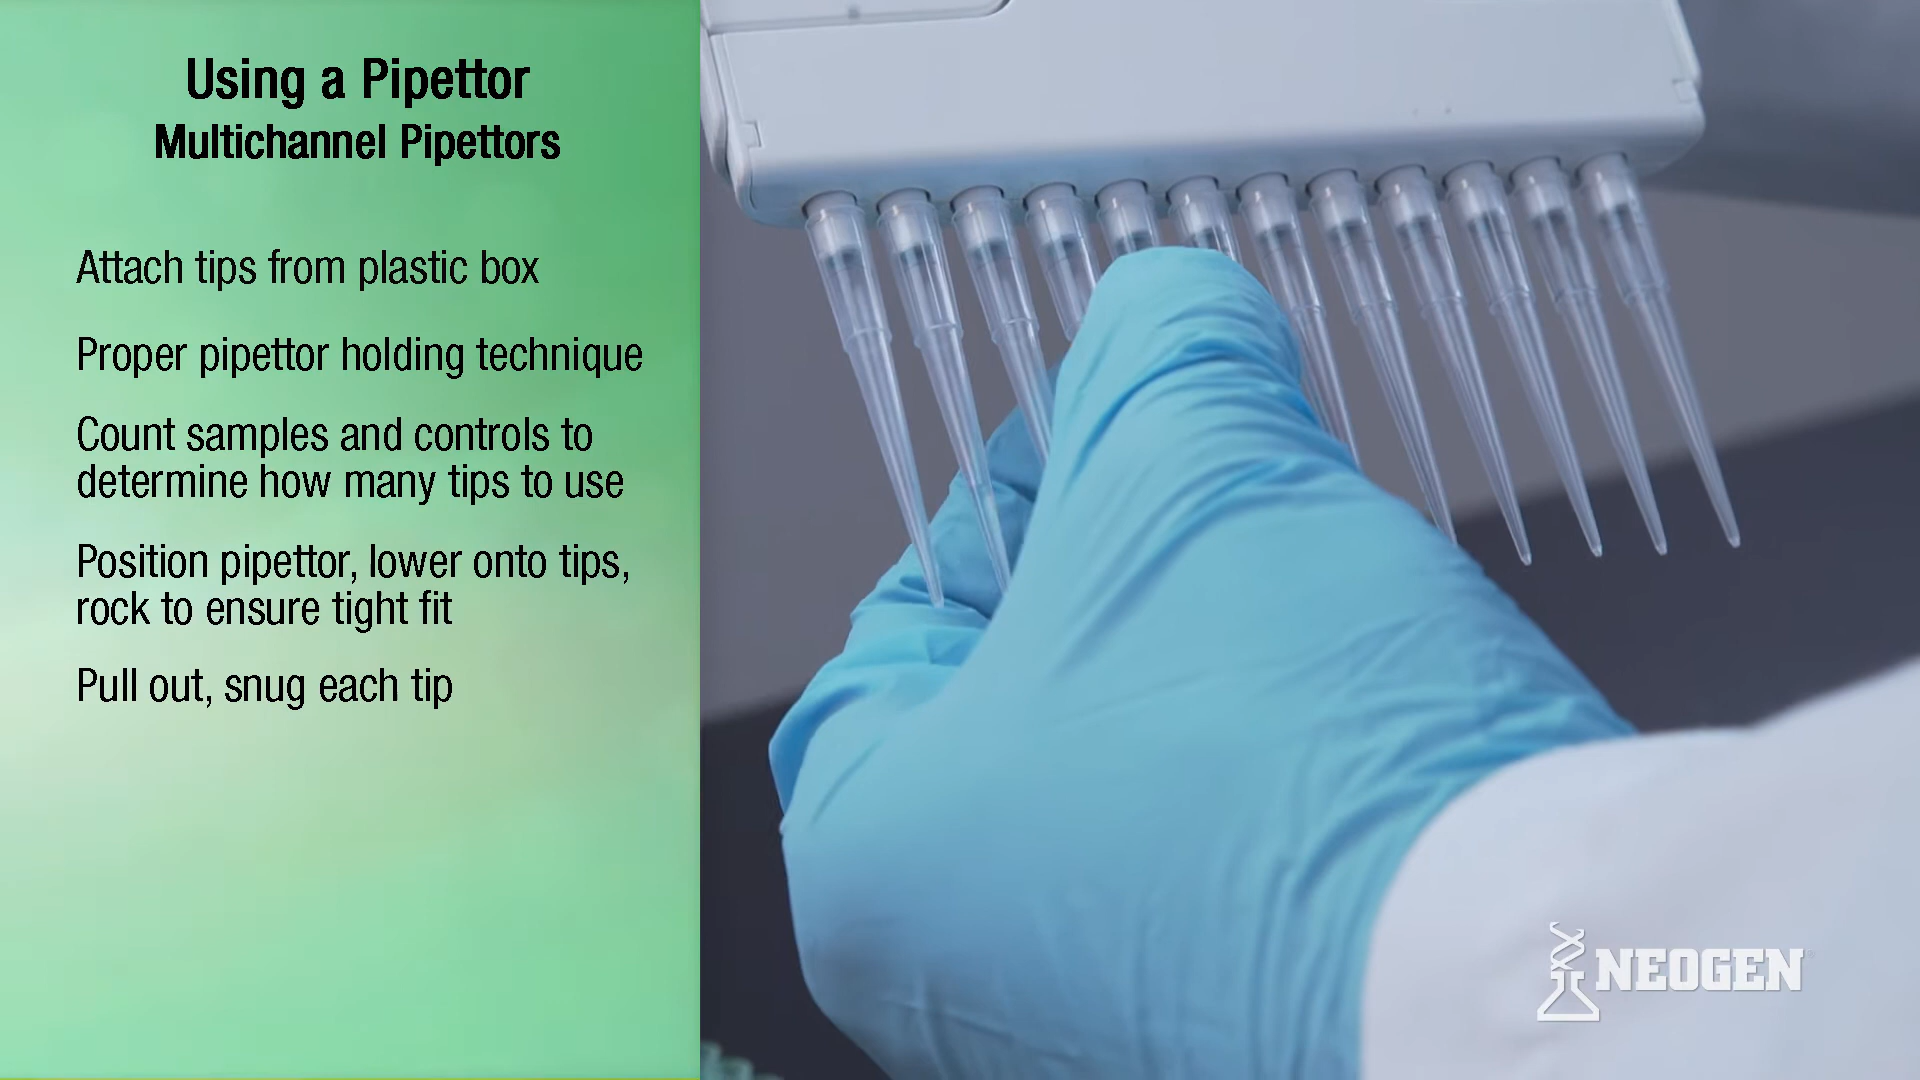 Using a Pipettor
Multichannel Pipettors
Attach tips from plastic box
Proper pipettor holding technique
Count samples and controls to
determine how many tips to use
Position pipettor, lower onto tips,
rock to ensure tight fit
Pull out, snug each tip
NEOGEN